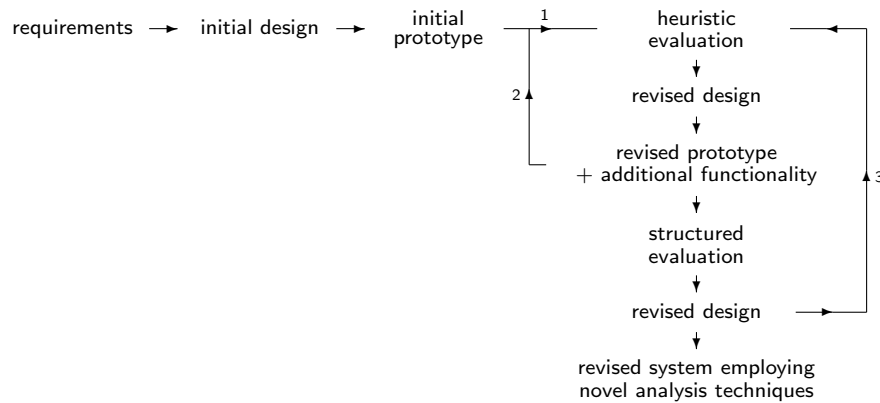 requirements
initial design
initial
prototype
1
heuristic
evaluation
2
revised design
revised prototype
+ additional functionality
3
structured
evaluation
revised design
revised system employing
novel analysis techniques